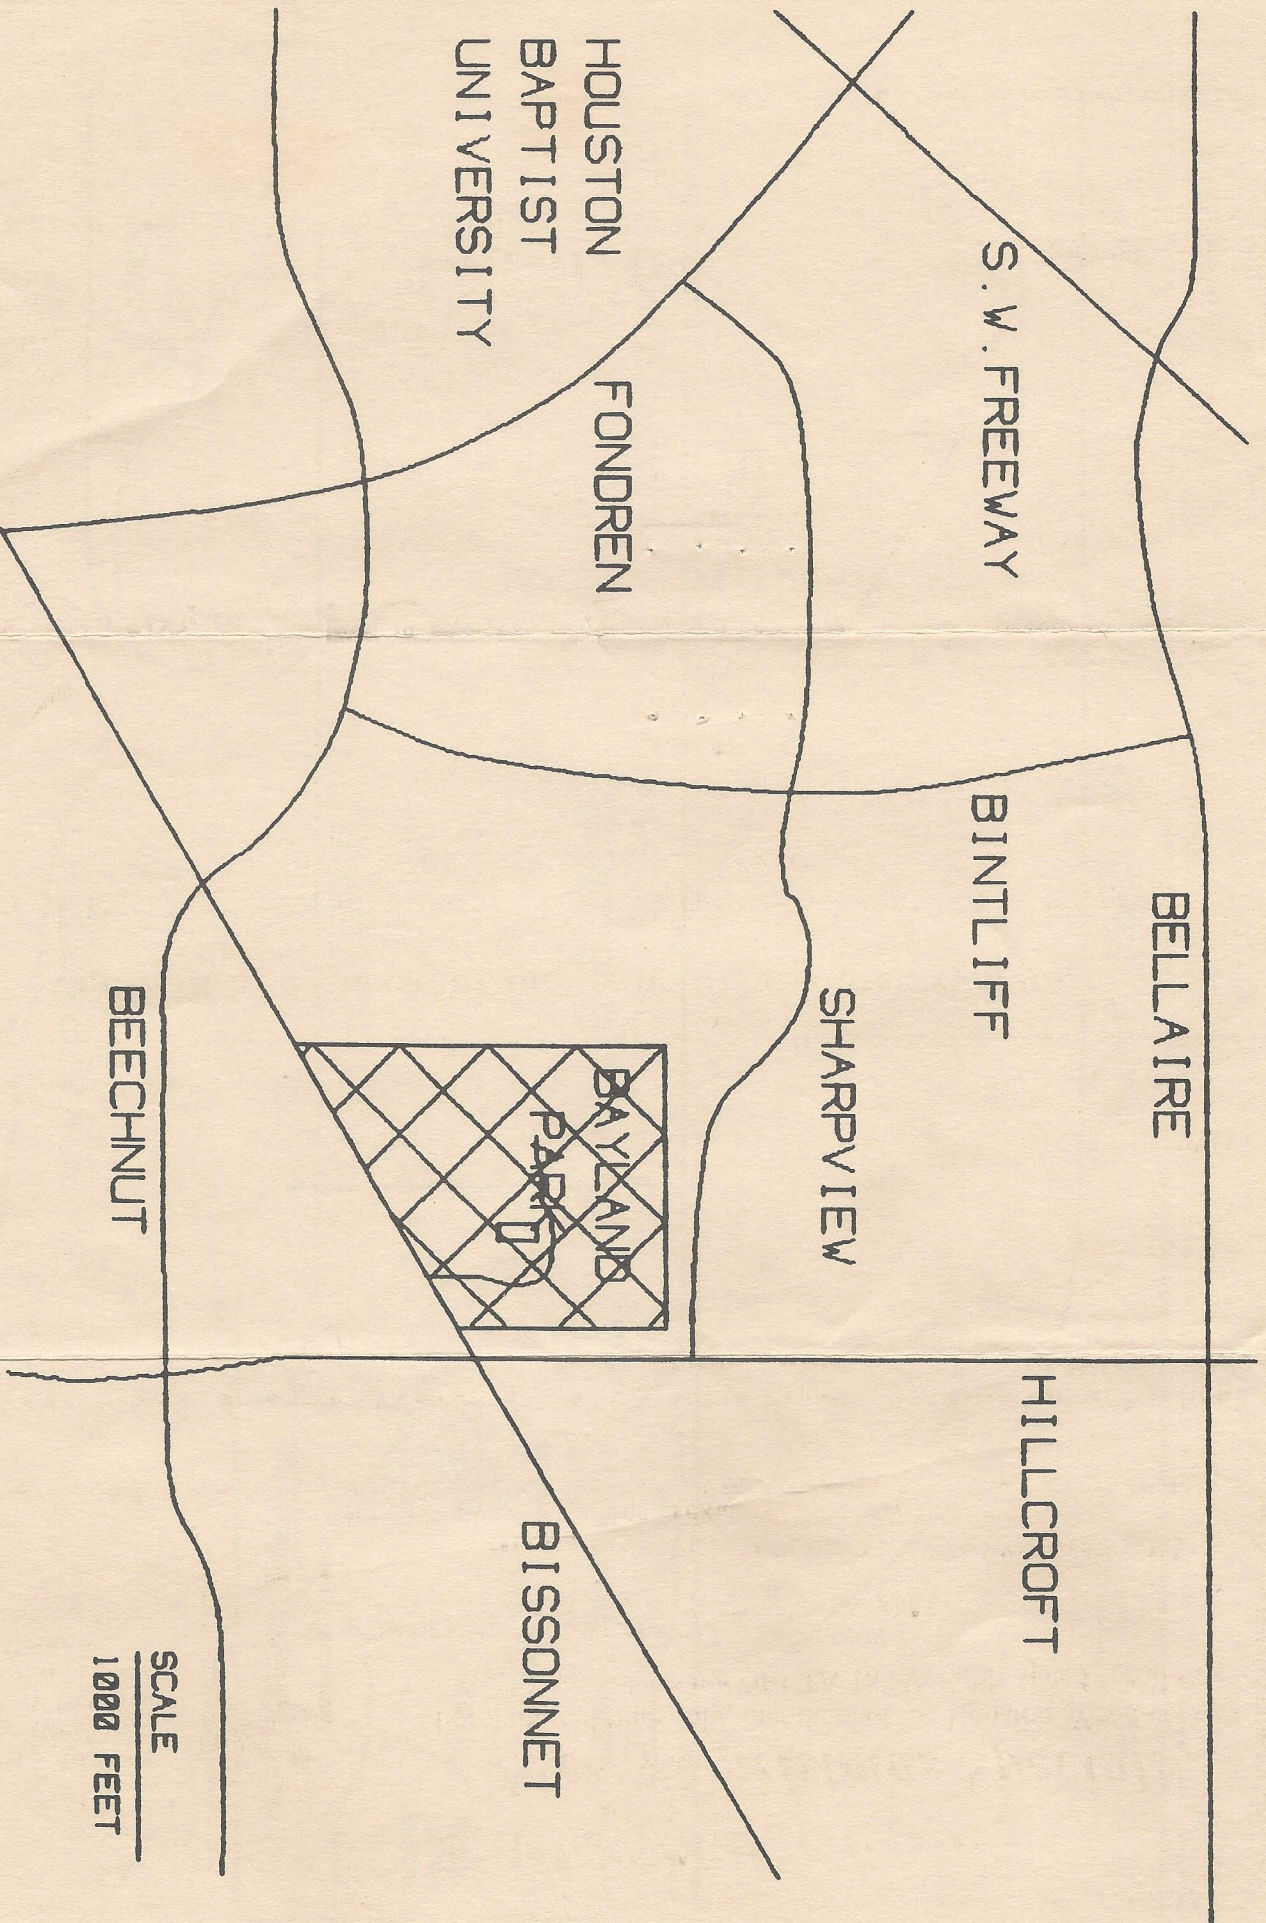 BELLAIRE
S.W. FREEWAY
BINTLIFF
HILLCROFT
SHARPVIEW
HOUSTON
BAPTIST
UNIVERSITY
FONDREN
BAYLAND
PARK
BISSONNET
BEECHNUT
SCALE
1000 FEET